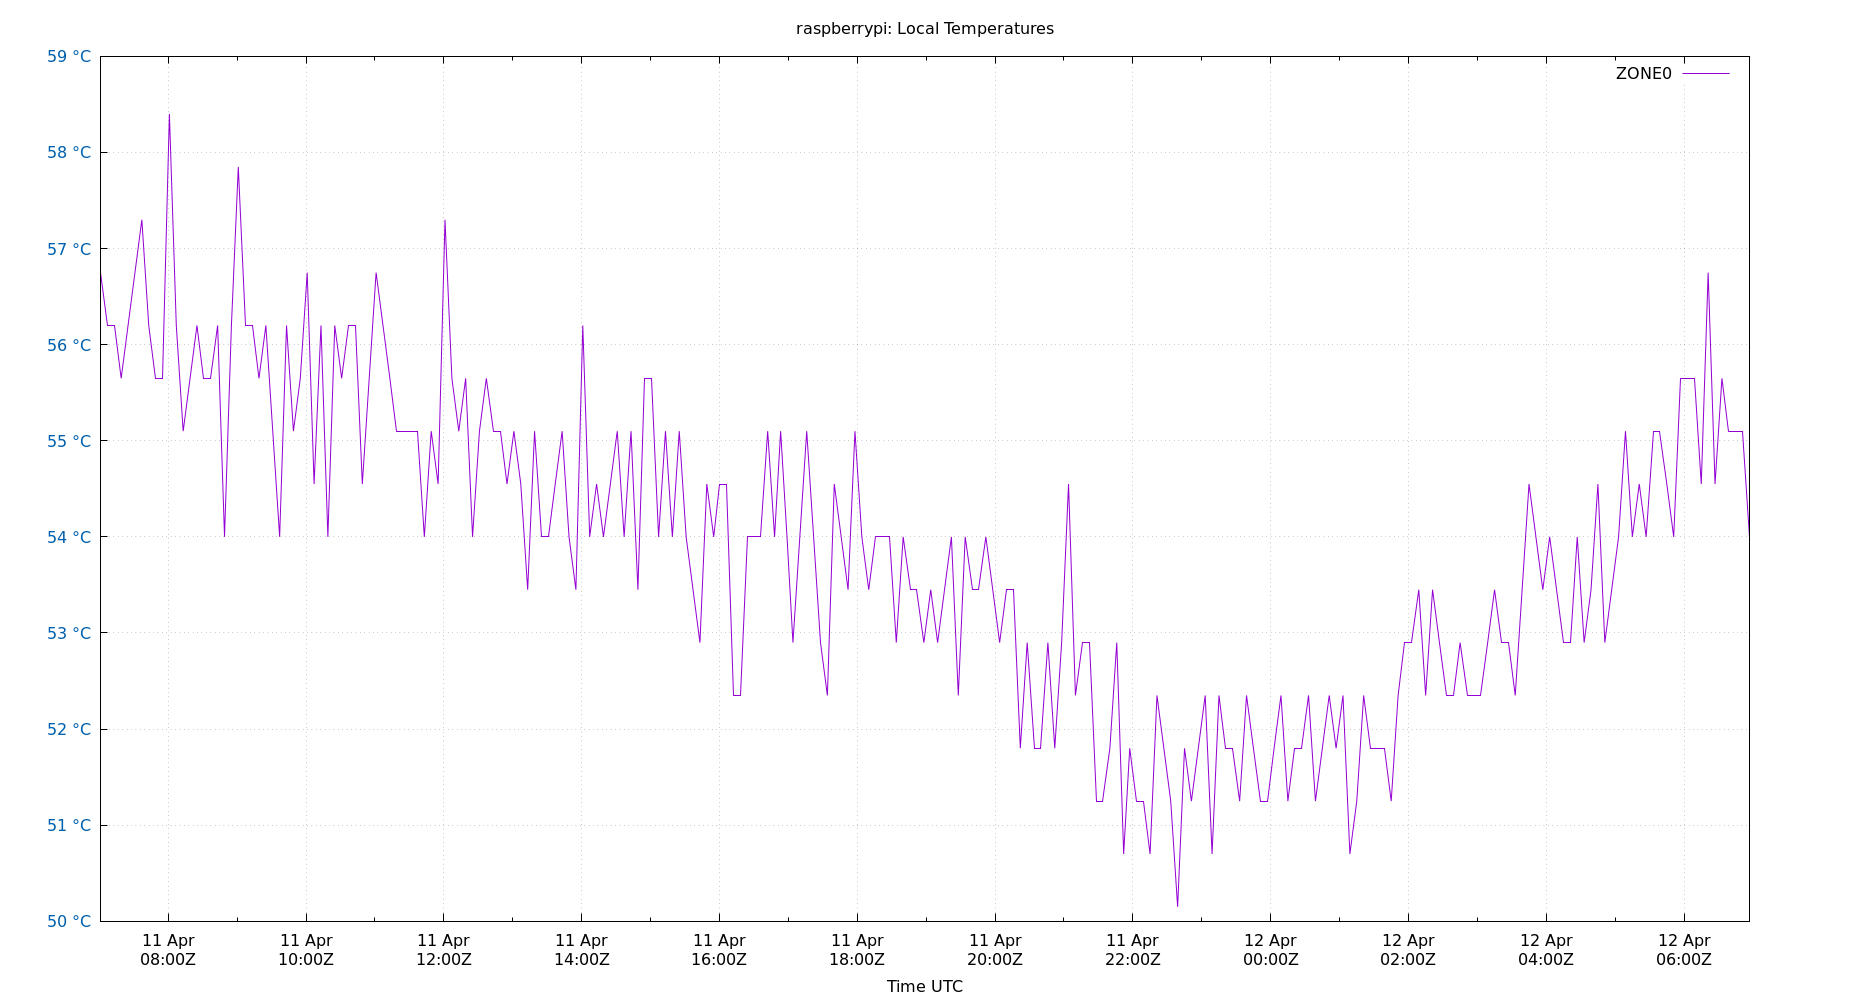 raspberrypi: Local Temperatures
ZONE0
59 °C
58 °C
57 °C
56 °C
55 °C
54 °C
53 °C
52 °C
51 °C
50 °C
11 Apr 11 Apr 11 Apr 11 Apr 11 Apr 11 Apr 11 Apr 11 Apr 12 Apr 12 Apr 12 Apr 12 Apr
08:00Z 10:00Z 12:00Z 14:00Z 16:00Z 18:00Z 20:00Z 22:00Z 00:00Z 02:00Z 04:00Z 06:00Z
Time UTC